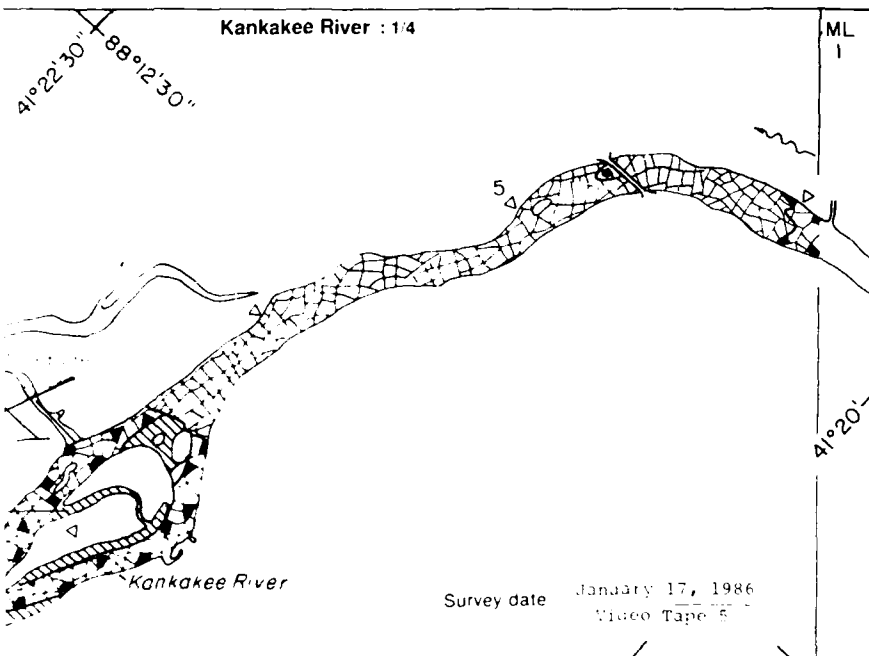 Kankakee River : 1/4
ML
1
41°22'30"
88°12'30"
5
41°20'
Kankakee River
Survey date January 17, 1986
Video Tape 5